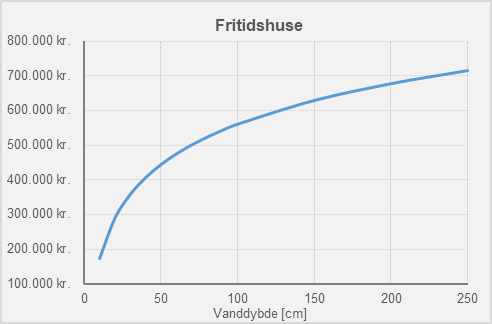 Fritidshuse
800.000 kr.
700.000 kr.
600.000 kr.
500.000 kr.
400.000 kr.
300.000 kr.
200.000 kr.
100.000 kr.
0 50 100 150 200 250
Vanddybde [cm]